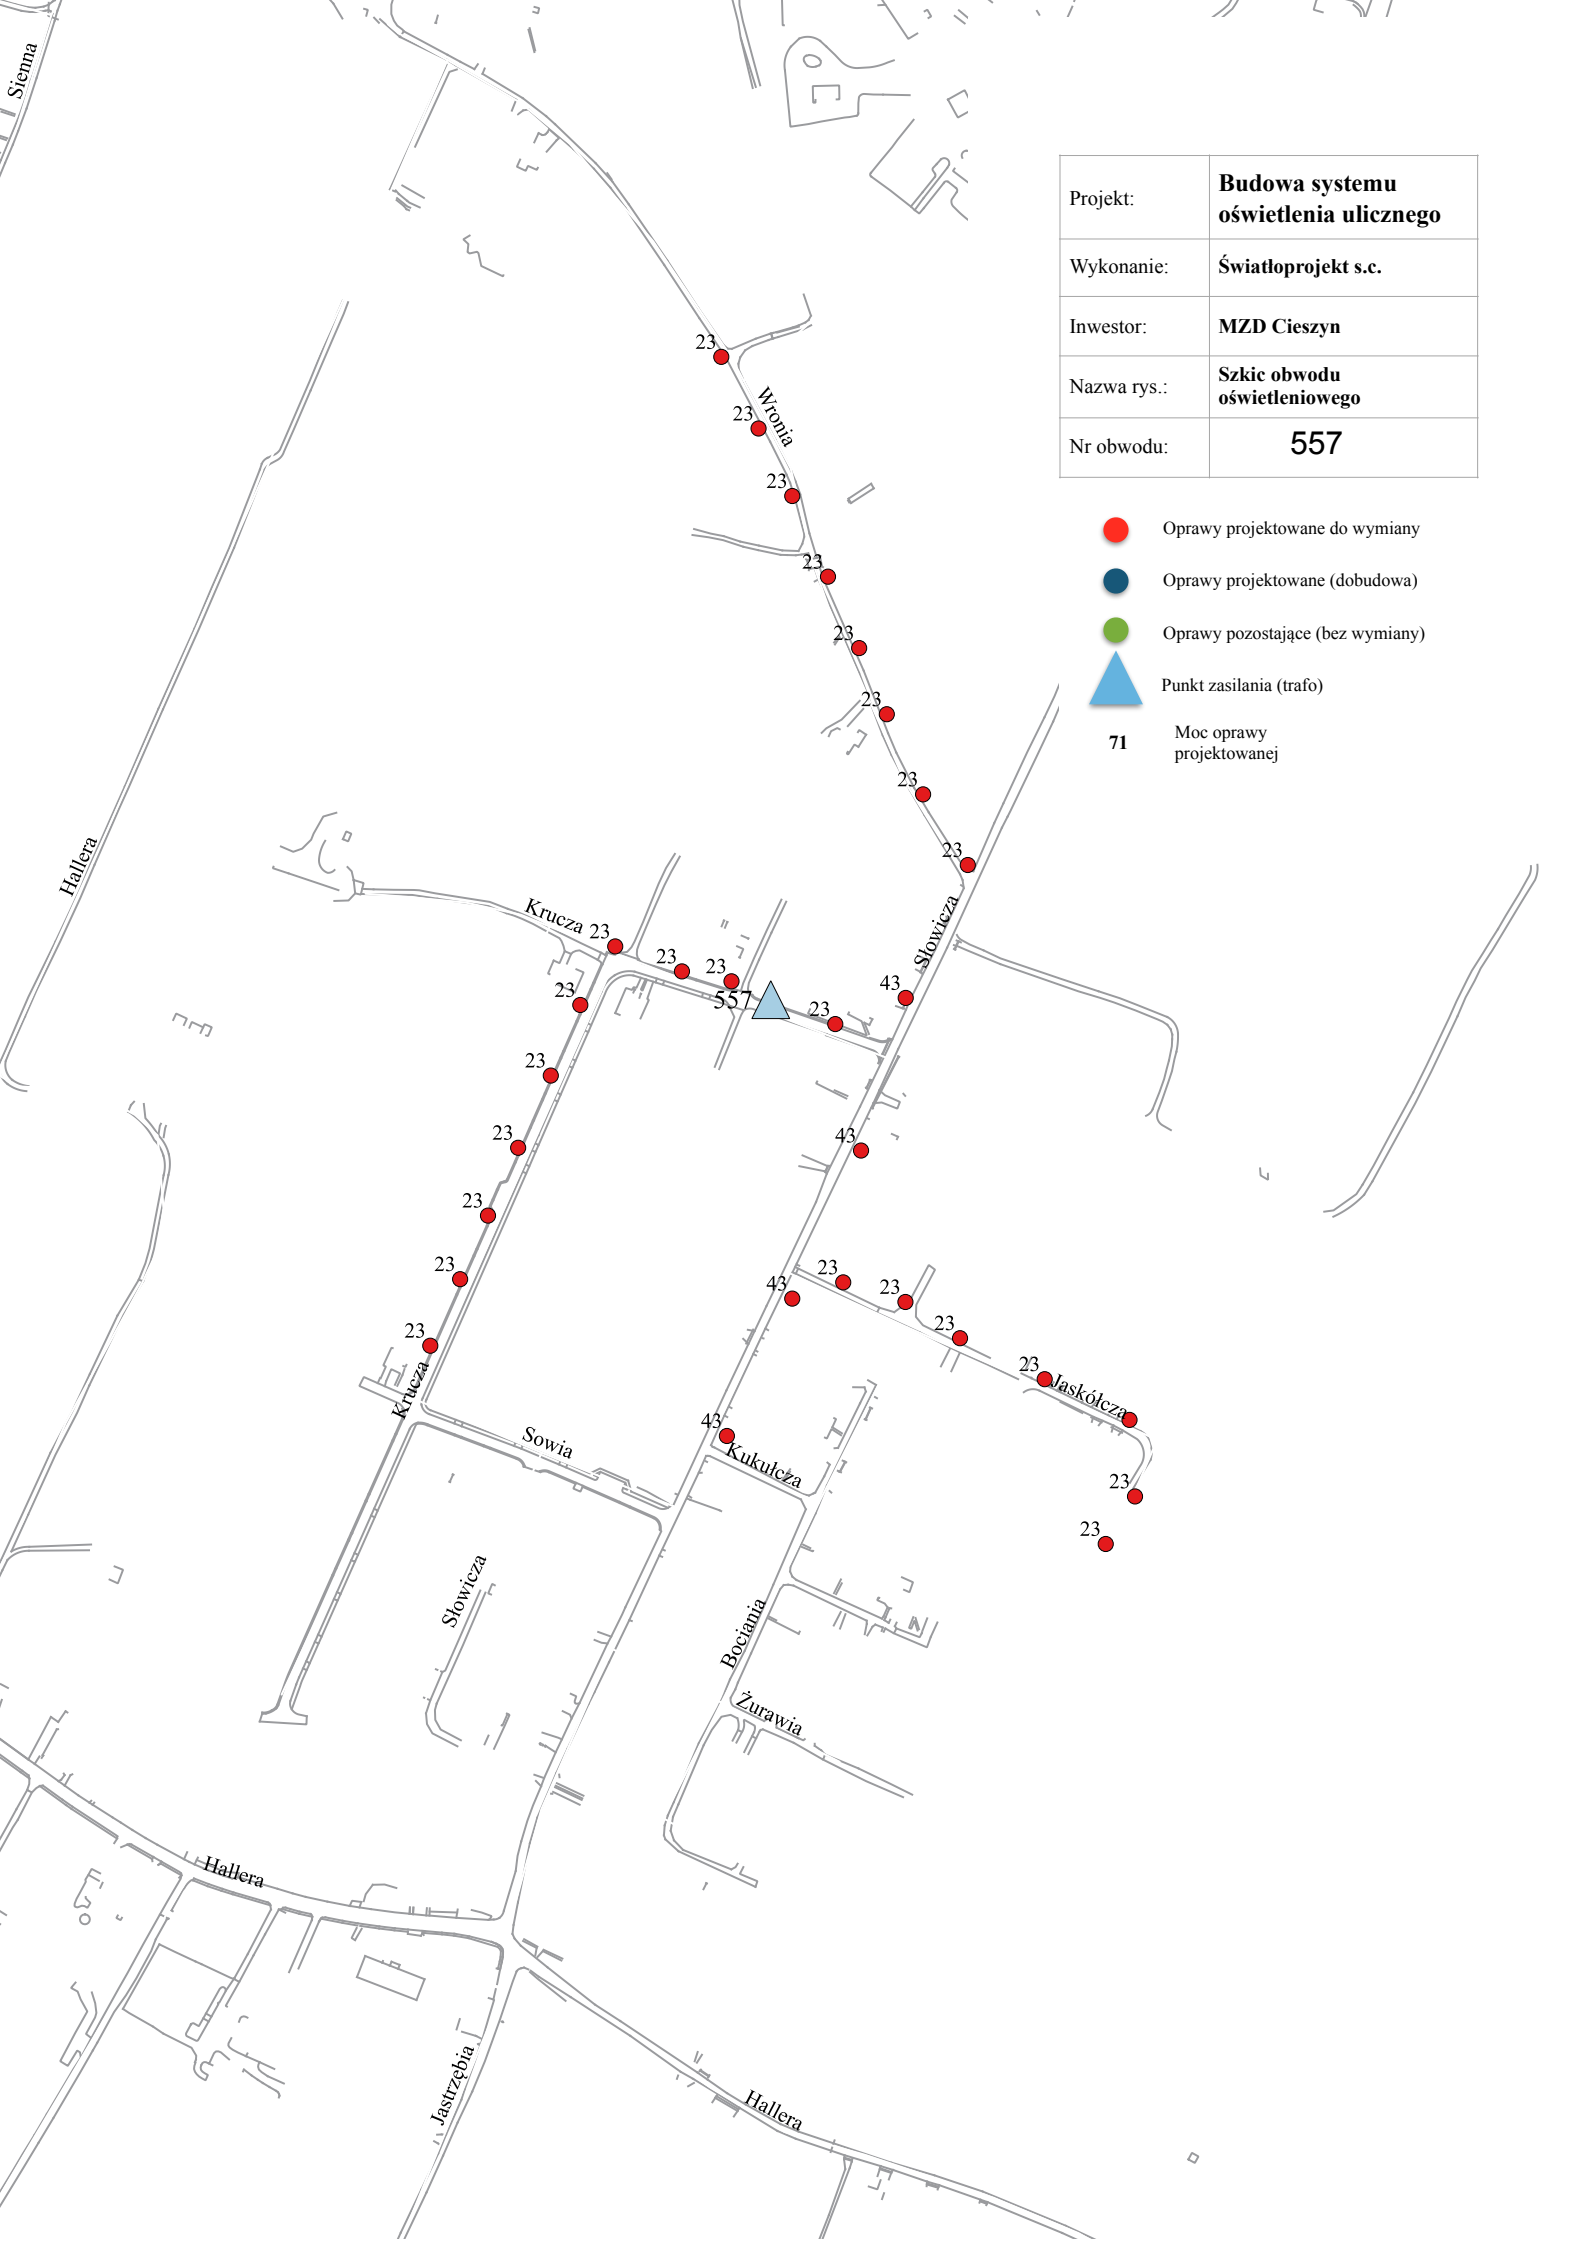 Sienna
Projekt:
Budowa systemu
oświetlenia ulicznego
Wykonanie:
Światłoprojekt s.c.
Inwestor:
MZD Cieszyn
Nazwa rys.:
Szkic obwodu
oświetleniowego
Nr obwodu:
557
Oprawy projektowane do wymiany
Oprawy projektowane (dobudowa)
Oprawy pozostające (bez wymiany)
Punkt zasilania (trafo)
71
Moc oprawy
projektowanej
23
Wronia
23
23
23
23
23
23
23
Hallera
Krucza
Słowicza
23
23
23
43
23
557
23
23
23
43
23
23
23
43
23
23
23
23
Jaskółcza
Krucza
43
Sowia
Kukułcza
23
23
Słowicza
Bociania
Żurawia
Hallera
Jastrzębia
Hallera